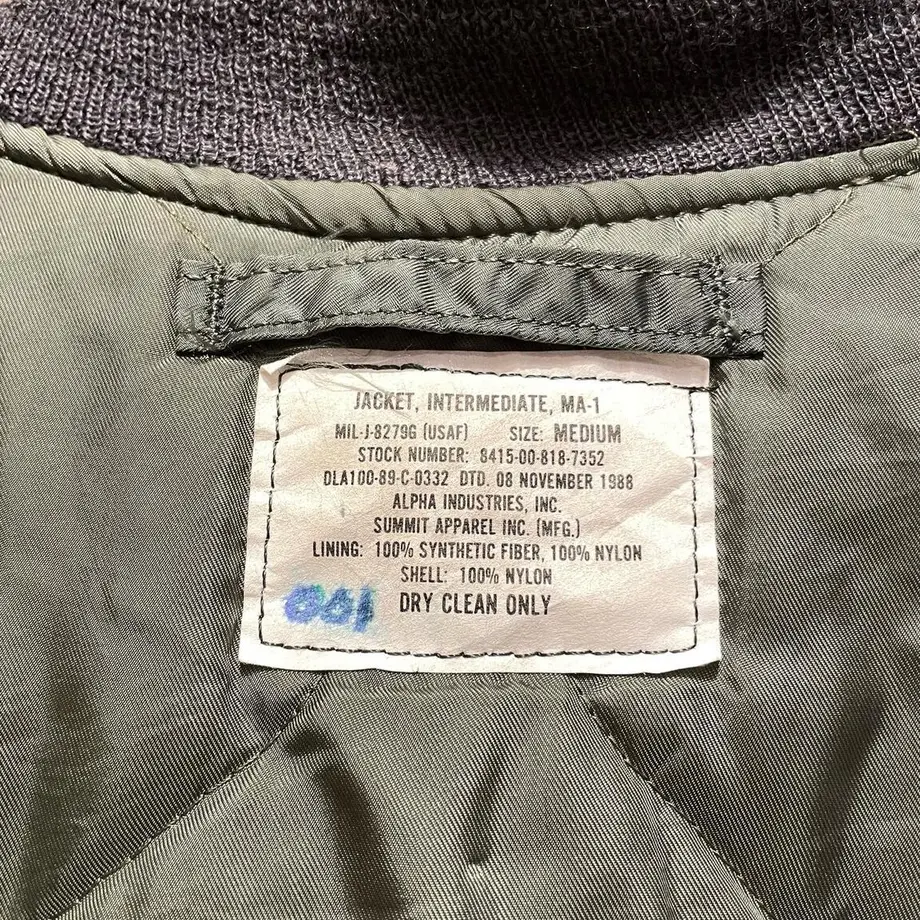 JACKET, INTERMEDIATE, MA-1
MIL-J-8279G (USAF) SIZE: MEDIUM
STOCK NUMBER: 8415-00-818-7352
DLA100-89-C-0332 DTD. 08 NOVEMBER 1988
ALPHA INDUSTRIES, INC.
SUMMIT APPAREL INC. (MFG.)
LINING: 100% SYNTHETIC FIBER, 100% NYLON
SHELL: 100% NYLON
DRY CLEAN ONLY